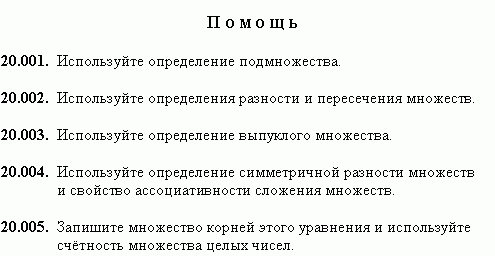 П о м о щ ь
20.001. Используйте определение подмножества.
20.002. Используйте определения разности и пересечения множеств.
20.003. Используйте определение выпуклого множества.
20.004. Используйте определение симметричной разности множеств
и свойство ассоциативности сложения множеств.
20.005. Запишите множество корней этого уравнения и используйте
счётность множества целых чисел.